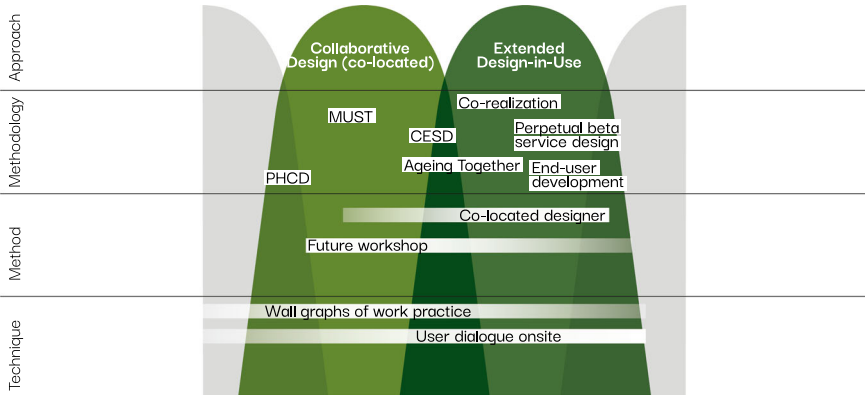 Approach
Collaborative
Design (co-located)
Extended
Design-in-Use
Methodology
Co-realization
MUST
Perpetual beta
service design
CESD
Ageing Together
End-user
development
PHCD
Method
Co-located designer
Future workshop
Technique
Wall graphs of work practice
User dialogue onsite